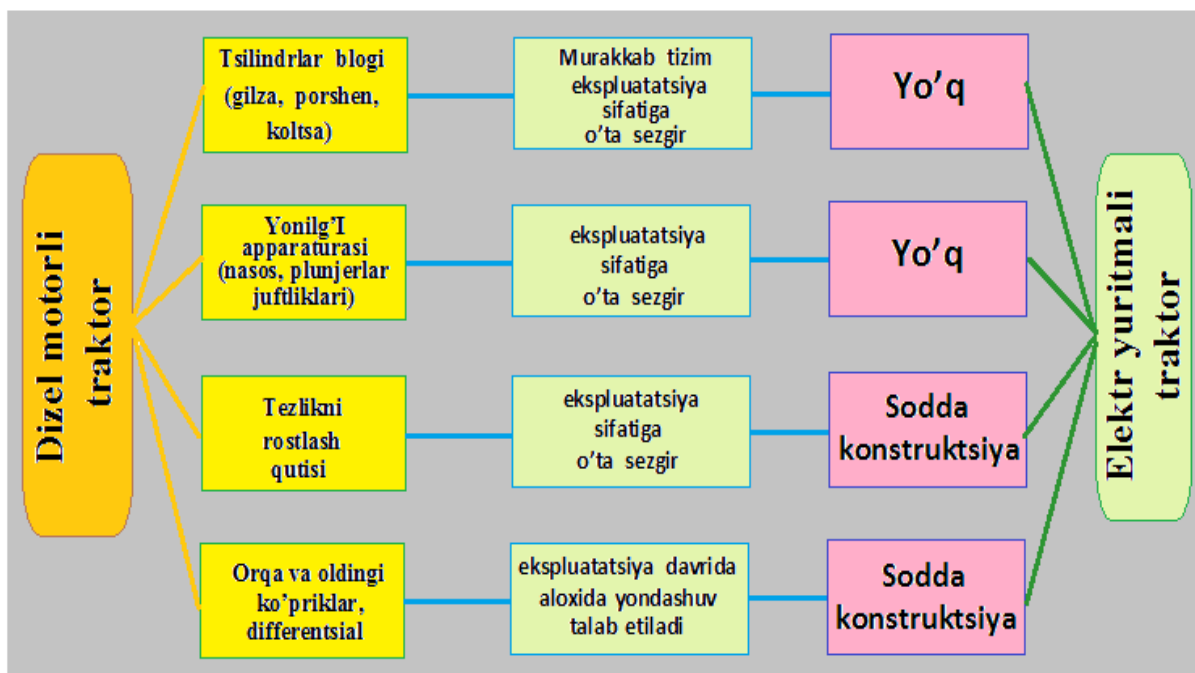 Dizel motorli
traktor
Tsilindrlar blogi
(gilza, porshen,
koltsa)
Murakkab tizim
ekspluatatsiya
sifatiga
o’ta sezgir
Yo’q
Yonilg’I
apparaturasi
(nasos, plunjerlar
juftliklari)
ekspluatatsiya
sifatiga
o’ta sezgir
Yo’q
Tezlikni
rostlash
qutisi
ekspluatatsiya
sifatiga
o’ta sezgir
Sodda
konstruktsiya
Orqa va oldingi
ko’priklar,
differentsial
ekspluatatsiya davrida
aloxida yondashuv
talab etiladi
Sodda
konstruktsiya
Elektr yuritmali
traktor